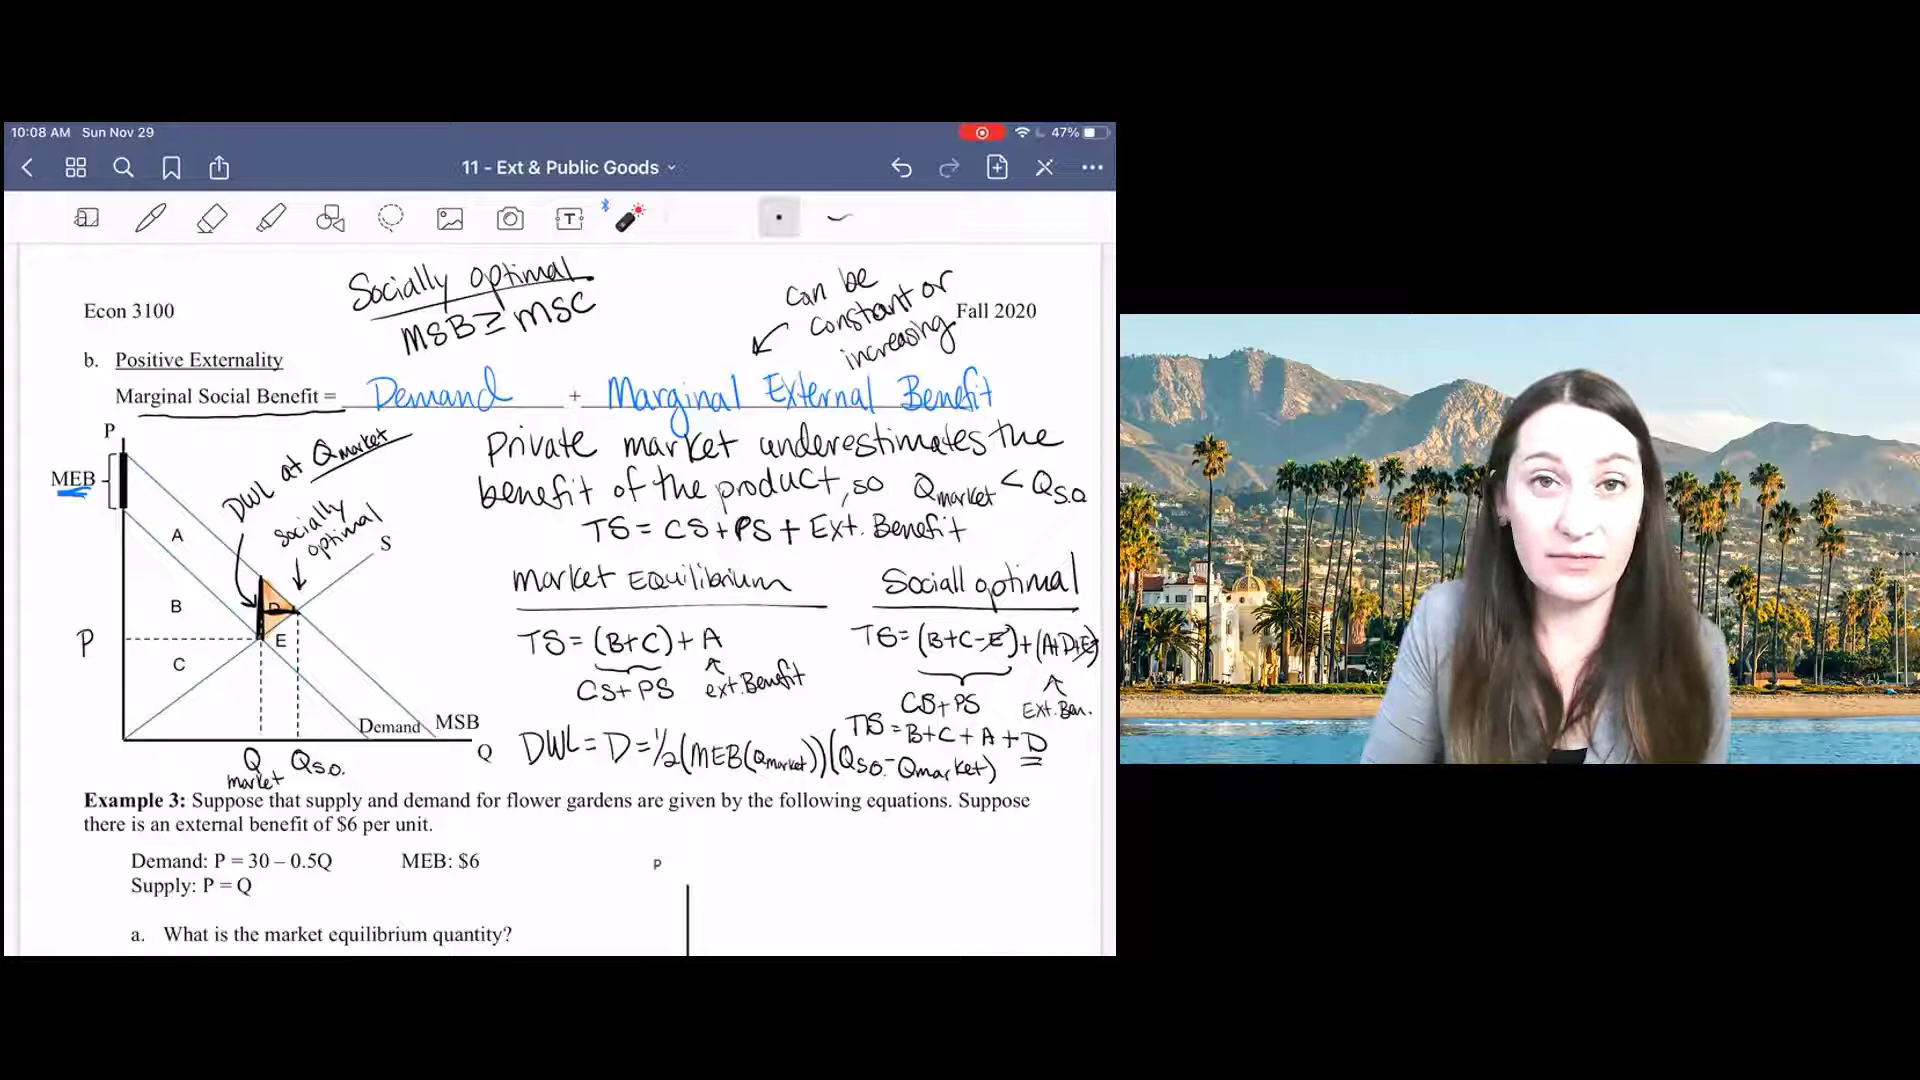 10:08 AM Sun Nov 29
47%
11 - Ext & Public Goods
T
Socially optimal
MSB = MSC
can be
constant or
increasing
Econ 3100
Fall 2020
b. Positive Externality
Marginal Social Benefit = Demand + Marginal External Benefit
P
MEB
DWL at Qmarket
Socially
optimal
S
A
B
D
E
P
C
Demand
MSB
Q
Q
market
QS.O.
Private market underestimates the
benefit of the product, so Qmarket < QS.O
TS = CS + PS + Ext. Benefit
market Equilibrium
TS = (B+C) + A
CS + PS
ext. Benefit
Sociall optimal
TS = (B+C-E) + (A+D+E)
CS + PS
Ext. Ben.
TS = B+C + A + D
DWL = D = 1/2 (MEB(Qmarket)) (QS.O. - Qmarket)
Example 3: Suppose that supply and demand for flower gardens are given by the following equations. Suppose
there is an external benefit of $6 per unit.
Demand: P = 30 – 0.5Q MEB: $6
Supply: P = Q
P
a. What is the market equilibrium quantity?